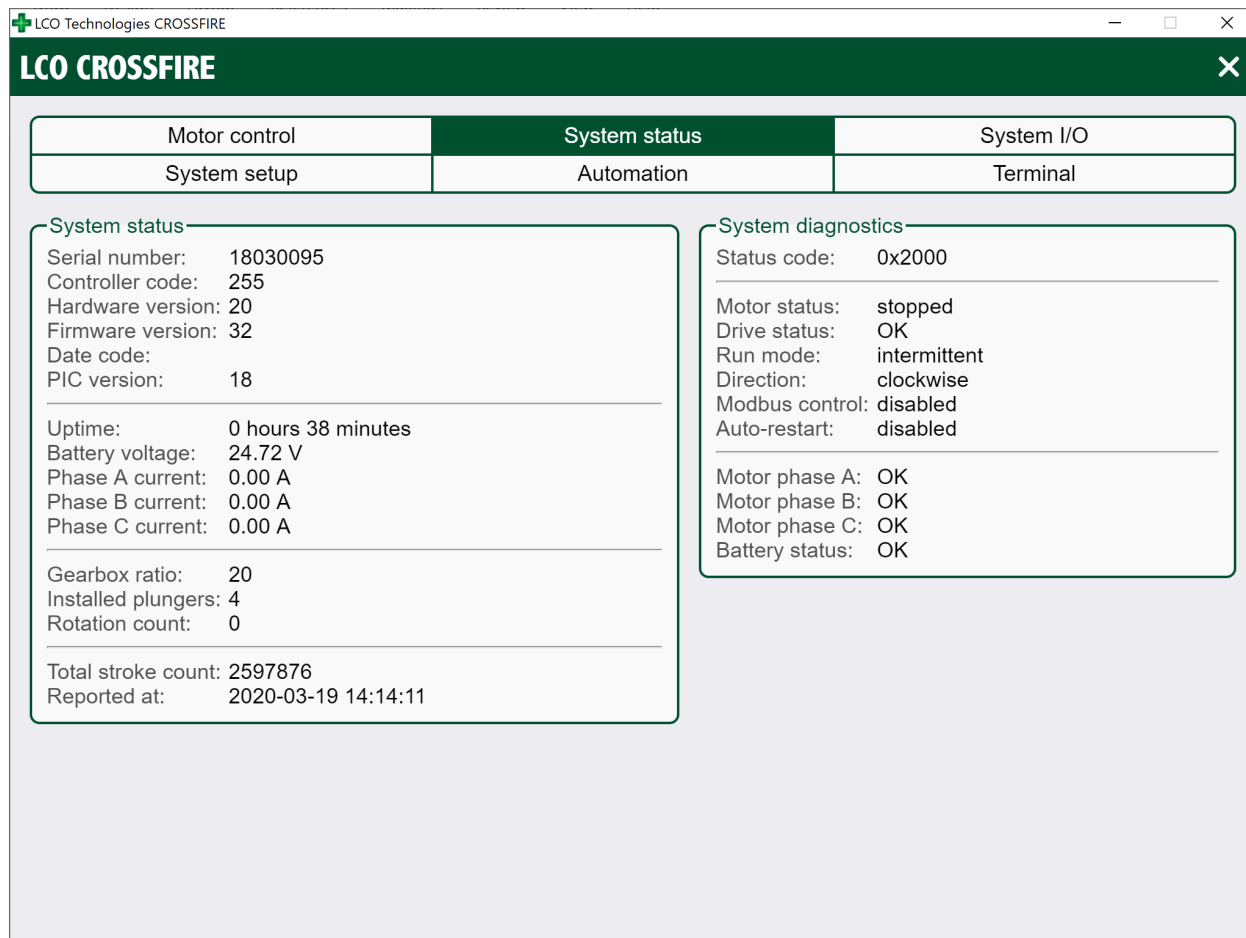 LCO Technologies CROSSFIRE
LCO CROSSFIRE
Motor control System status System I/O
System setup Automation Terminal
System status
Serial number: 18030095
Controller code: 255
Hardware version: 20
Firmware version: 32
Date code:
PIC version: 18
Uptime: 0 hours 38 minutes
Battery voltage: 24.72 V
Phase A current: 0.00 A
Phase B current: 0.00 A
Phase C current: 0.00 A
Gearbox ratio: 20
Installed plungers: 4
Rotation count: 0
Total stroke count: 2597876
Reported at: 2020-03-19 14:14:11
System diagnostics
Status code: 0x2000
Motor status: stopped
Drive status: OK
Run mode: intermittent
Direction: clockwise
Modbus control: disabled
Auto-restart: disabled
Motor phase A: OK
Motor phase B: OK
Motor phase C: OK
Battery status: OK